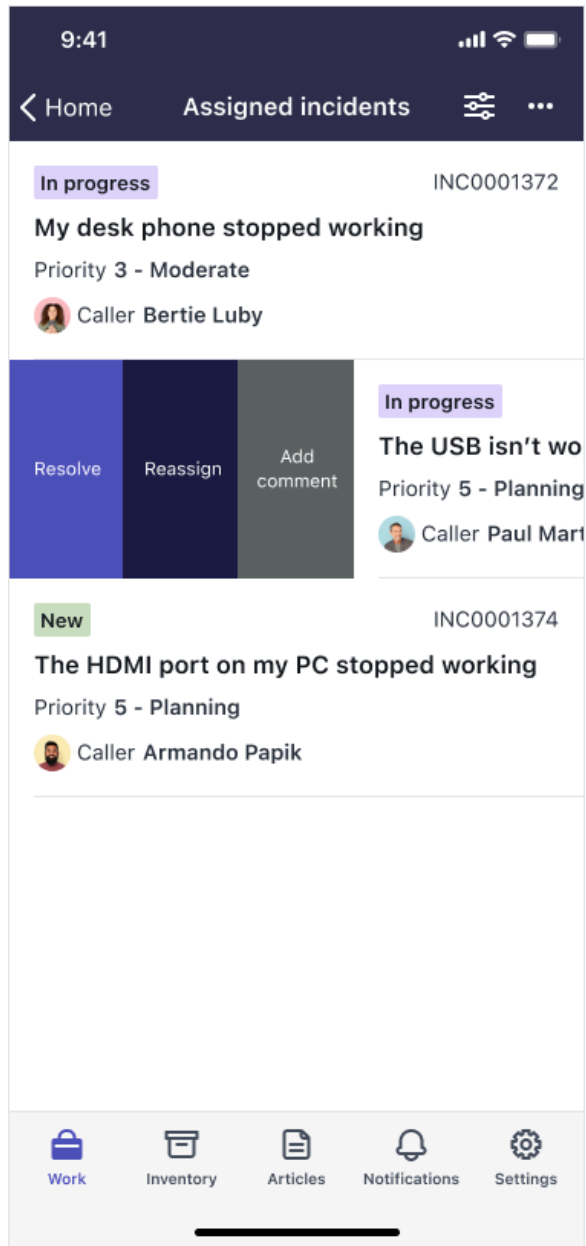 9:41
Home Assigned incidents
In progress INC0001372
My desk phone stopped working
Priority 3 - Moderate
Caller Bertie Luby
Resolve
Reassign
Add
comment
In progress
The USB isn't wo
Priority 5 - Planning
Caller Paul Mart
New INC0001374
The HDMI port on my PC stopped working
Priority 5 - Planning
Caller Armando Papik
Work Inventory Articles Notifications Settings